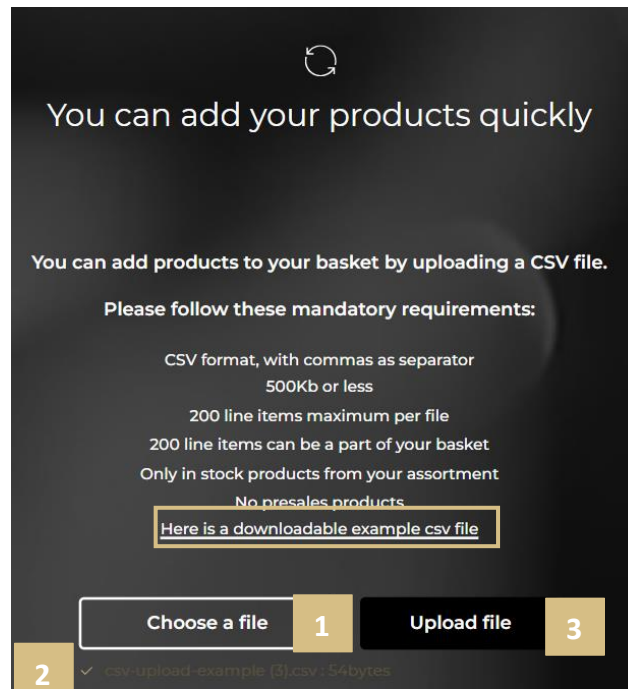 You can add your products quickly
You can add products to your basket by uploading a CSV file.
Please follow these mandatory requirements:
CSV format, with commas as separator
500Kb or less
200 line items maximum per file
200 line items can be a part of your basket
Only in stock products from your assortment
No presales products
Here is a downloadable example csv file
Choose a file 1 Upload file 3
2 csv-upload-example (3).csv : 54bytes